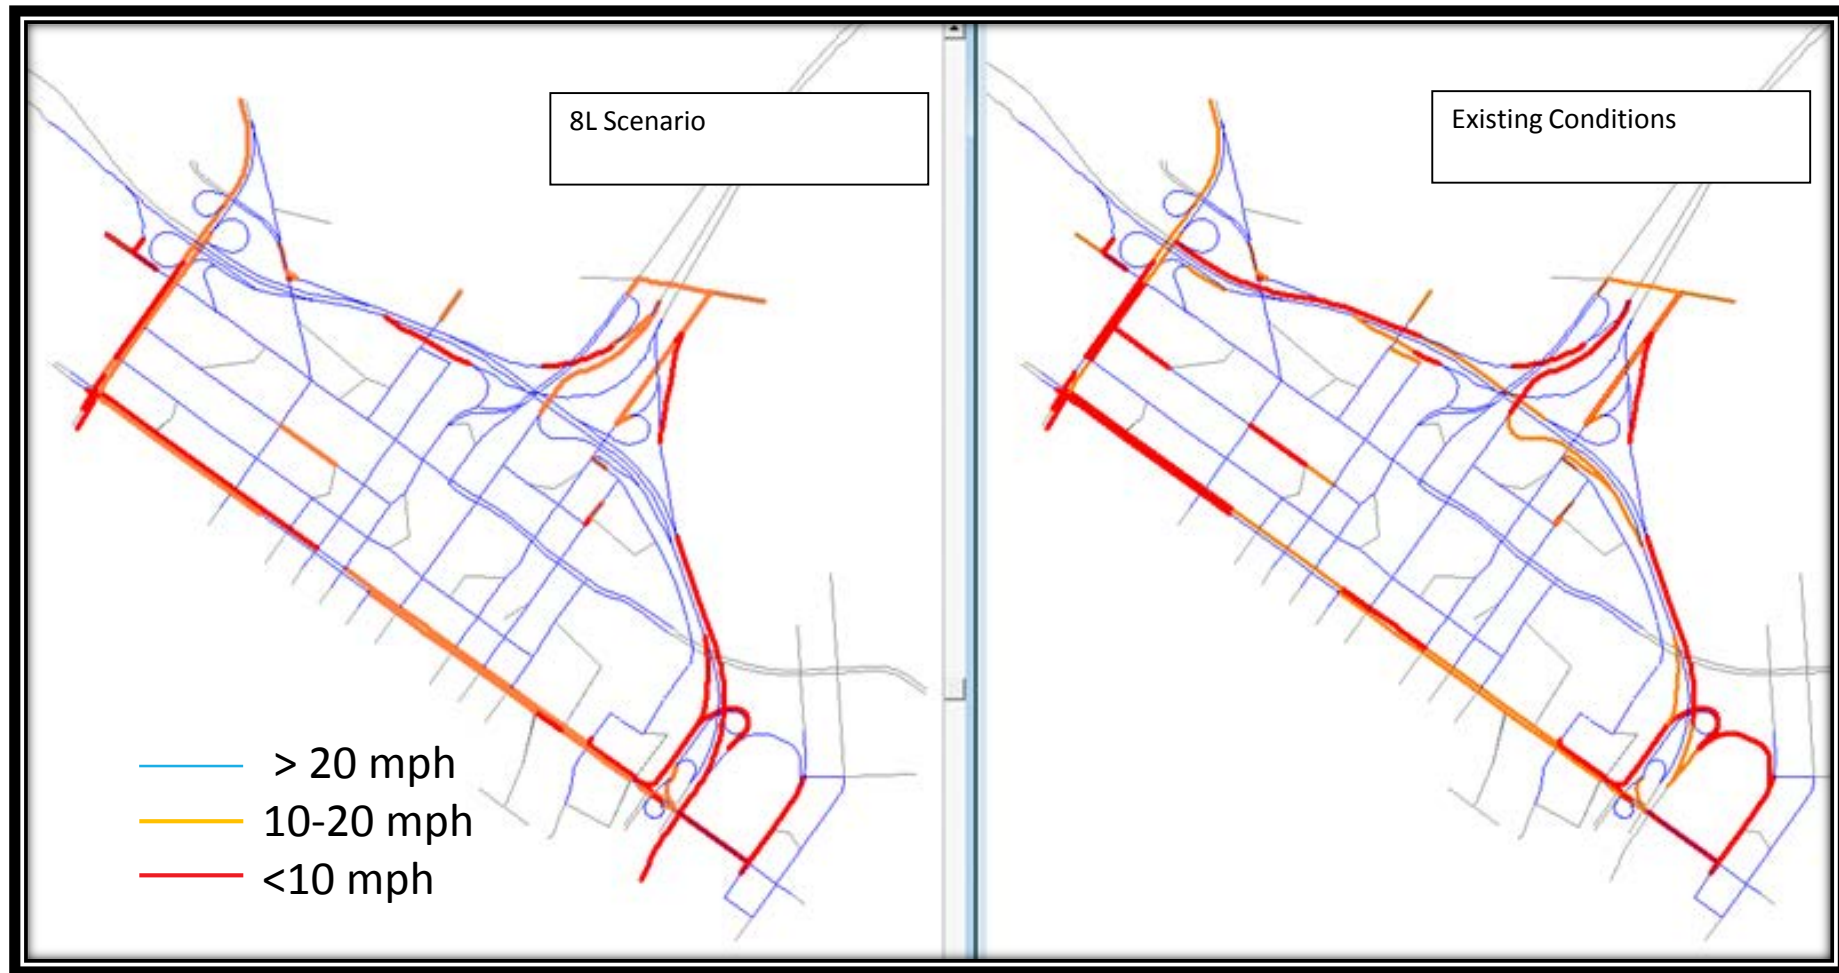 8L Scenario
Existing Conditions
> 20 mph
10-20 mph
<10 mph